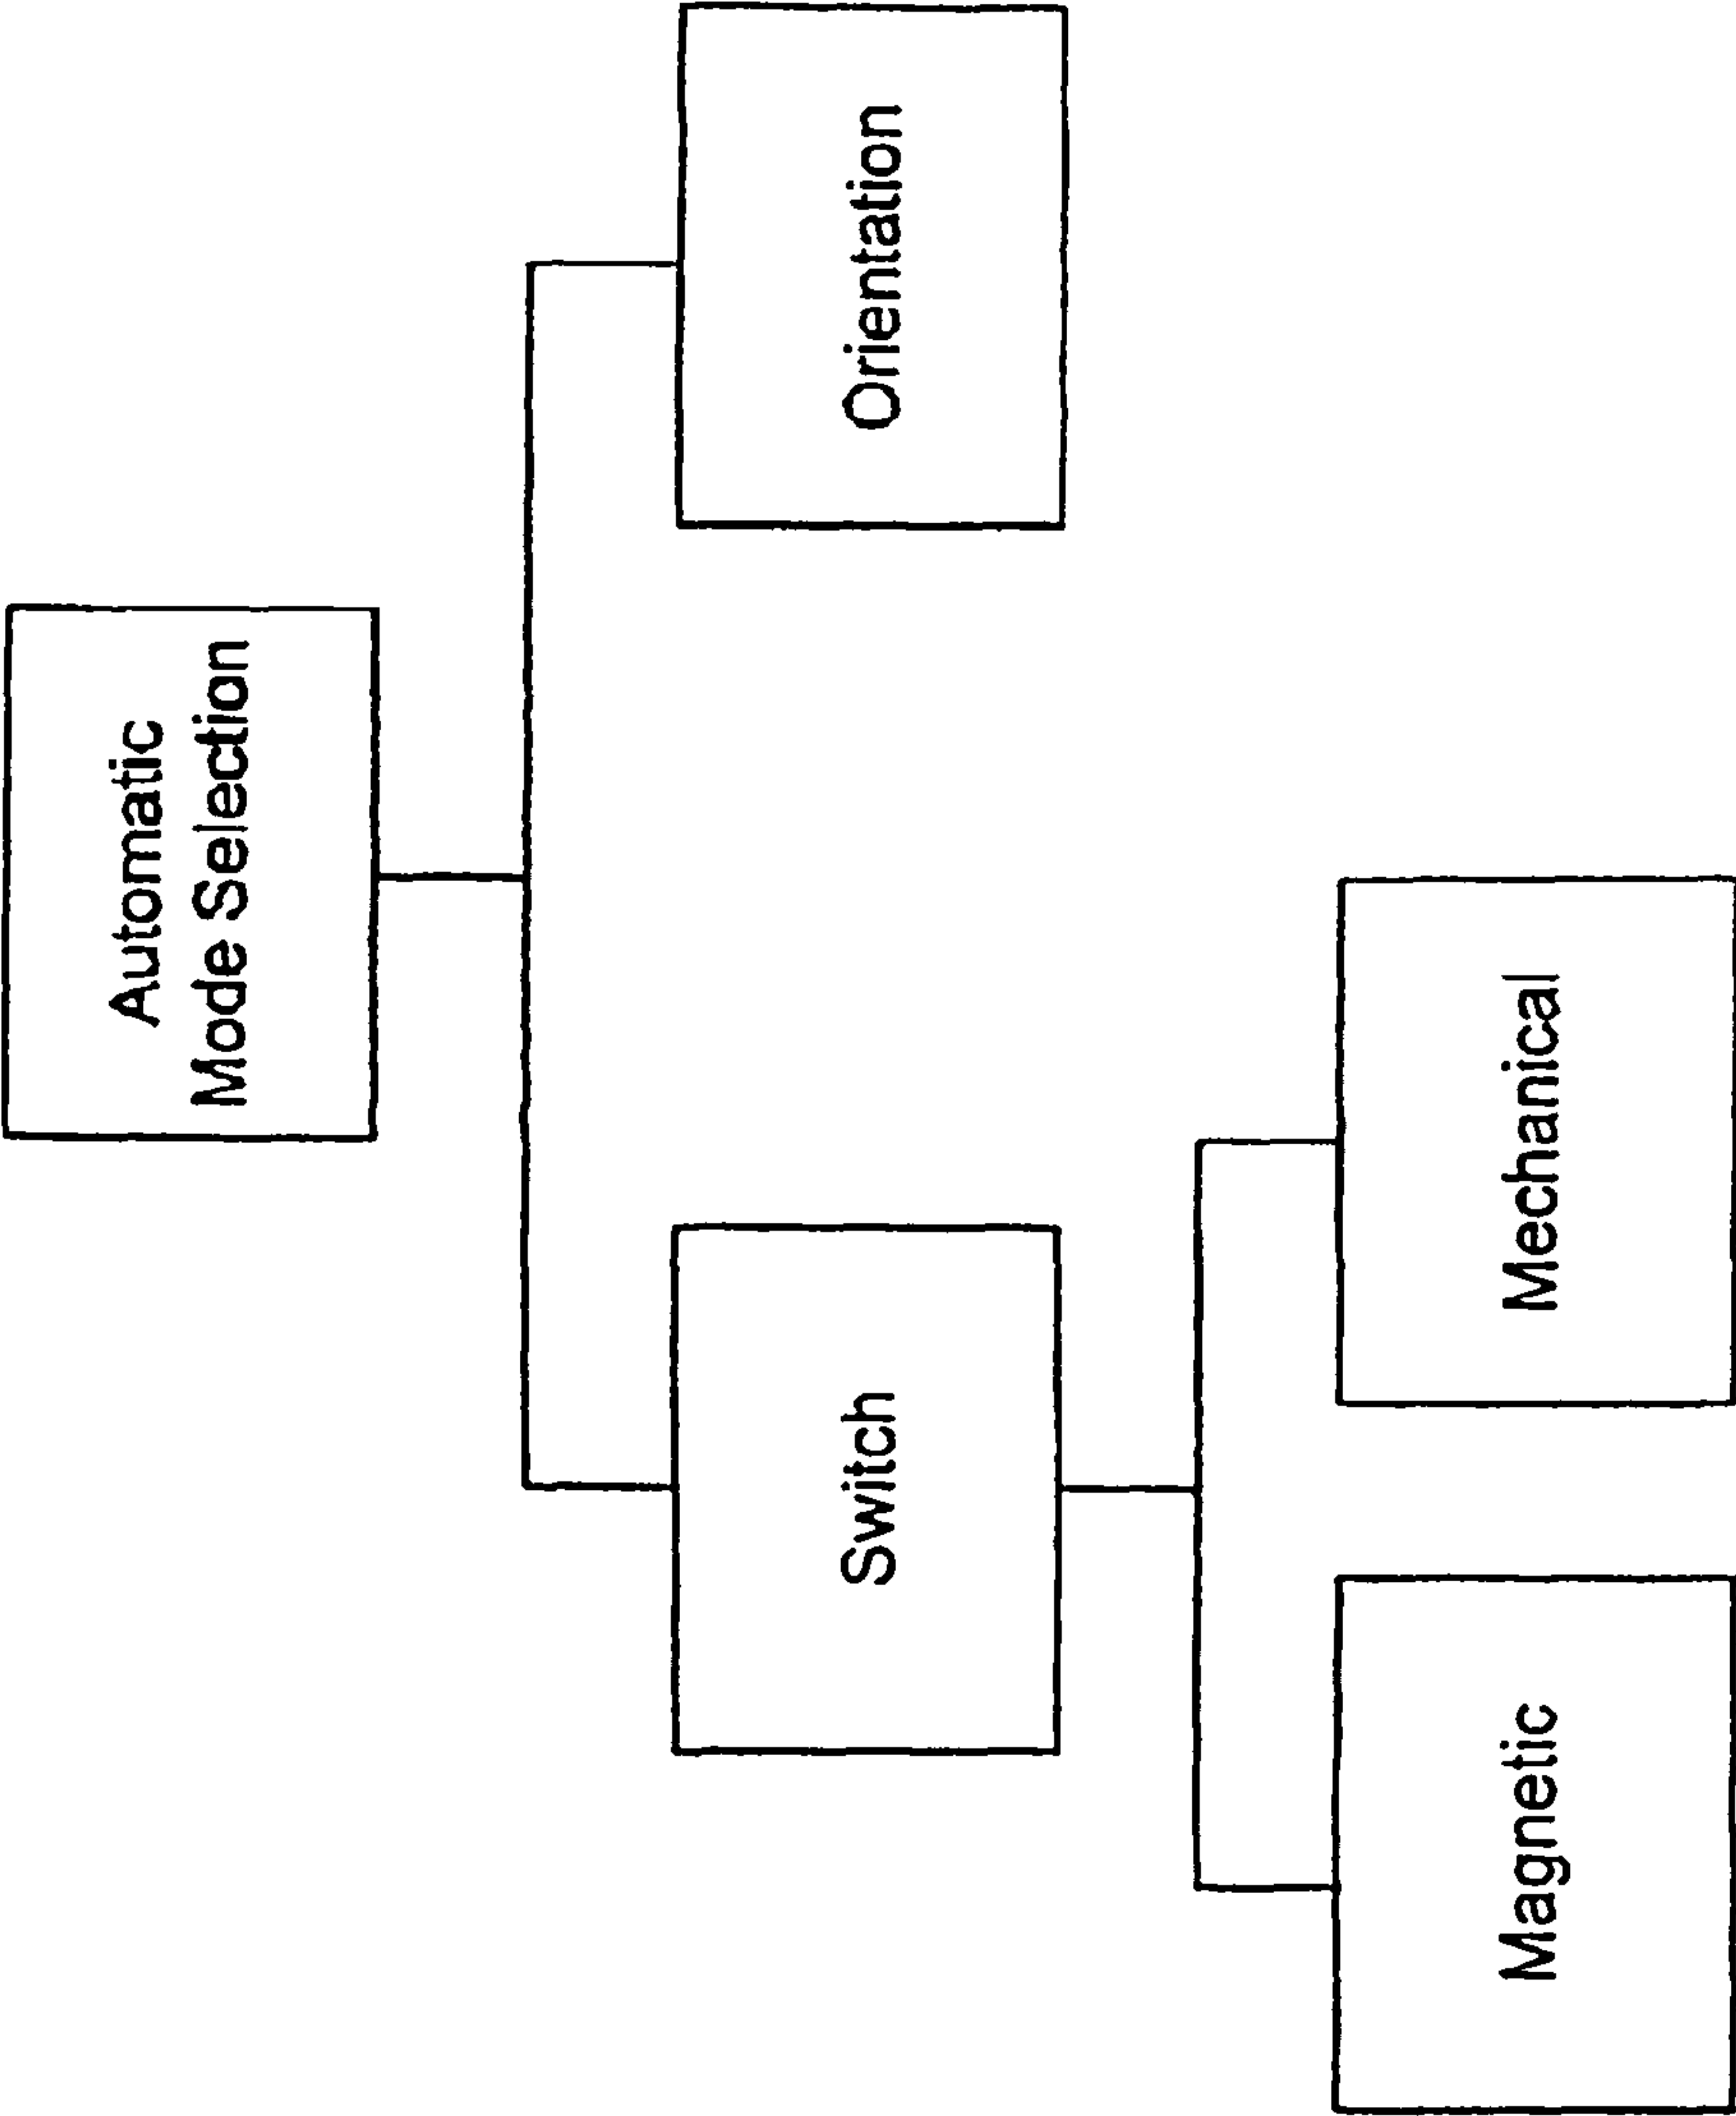 Automatic
Mode Selection
Switch
Orientation
Magnetic
Mechanical